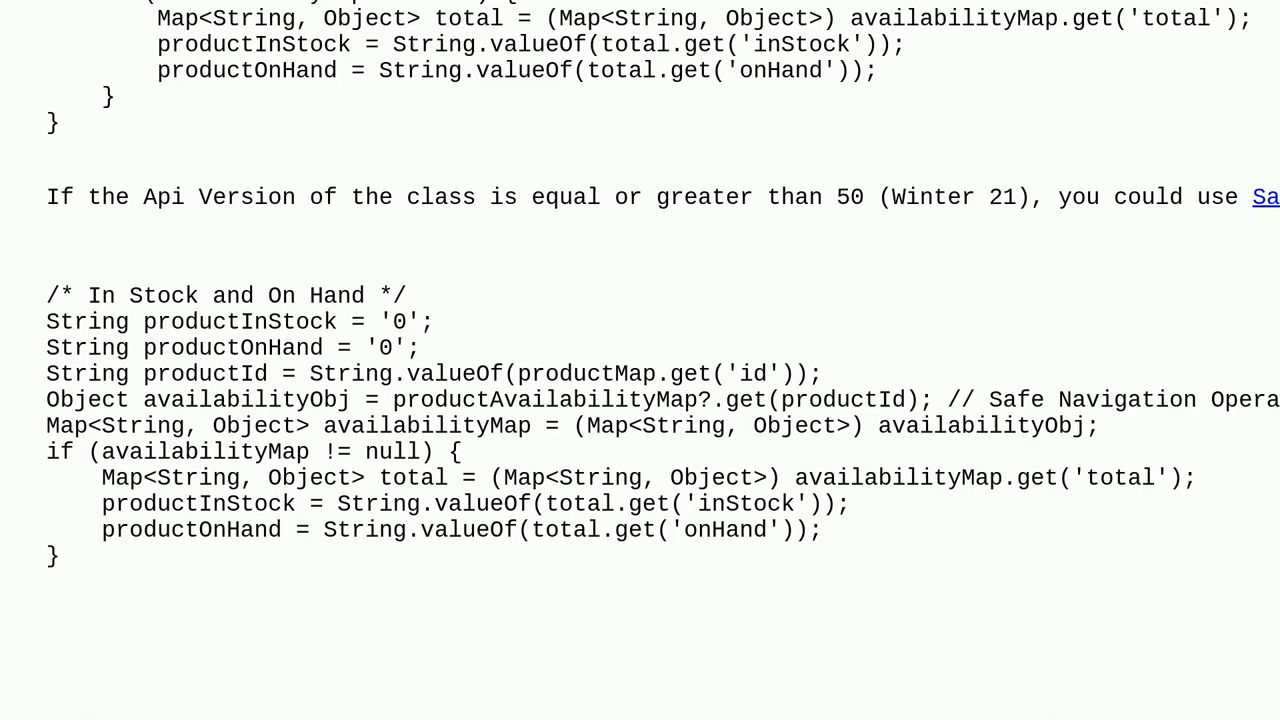 Map<String, Object> total = (Map<String, Object>) availabilityMap.get('total');
productInStock = String.valueOf(total.get('inStock'));
productOnHand = String.valueOf(total.get('onHand'));
}
}
If the Api Version of the class is equal or greater than 50 (Winter 21), you could use Sa
/* In Stock and On Hand */
String productInStock = '0';
String productOnHand = '0';
String productId = String.valueOf(productMap.get('id'));
Object availabilityObj = productAvailabilityMap?.get(productId); // Safe Navigation Opera
Map<String, Object> availabilityMap = (Map<String, Object>) availabilityObj;
if (availabilityMap != null) {
Map<String, Object> total = (Map<String, Object>) availabilityMap.get('total');
productInStock = String.valueOf(total.get('inStock'));
productOnHand = String.valueOf(total.get('onHand'));
}